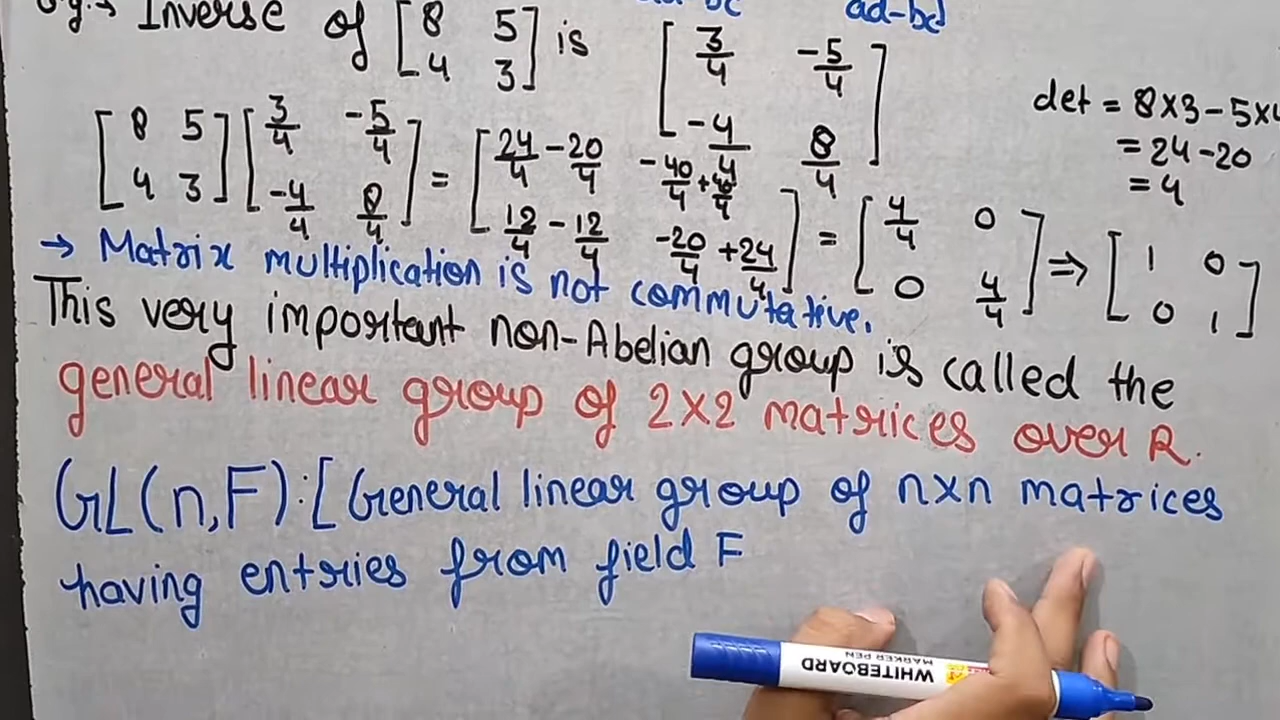 eg.→ Inverse of [8 5 4 3] is [3/4 -5/4 -4/4 8/4]
ad-bc
det = 8×3-5×4
= 24-20
= 4
[8 5 4 3] [3/4 -5/4 -4/4 8/4] = [24/4-20/4 -40/4+40/4 12/4-12/4 -20/4+24/4] = [4/4 0 0 4/4] ⇒ [1 0 0 1]
→ Matrix multiplication is not commutative.
This very important non-Abelian group is called the
general linear group of 2×2 matrices over R.
GL(n,F):[General linear group of n×n matrices
having entries from field F
WHITEBOARD
MARKER PEN